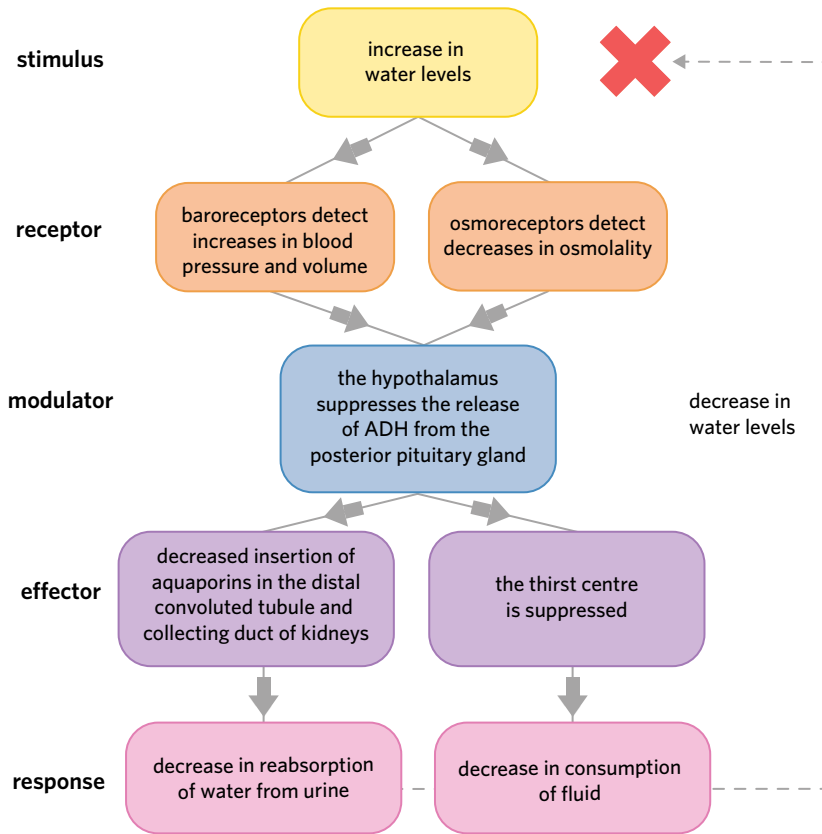 stimulus
increase in
water levels
receptor
baroreceptors detect
increases in blood
pressure and volume
osmoreceptors detect
decreases in osmolality
modulator
the hypothalamus
suppresses the release
of ADH from the
posterior pituitary gland
decrease in
water levels
effector
decreased insertion of
aquaporins in the distal
convoluted tubule and
collecting duct of kidneys
the thirst centre
is suppressed
response
decrease in reabsorption
of water from urine
decrease in consumption
of fluid